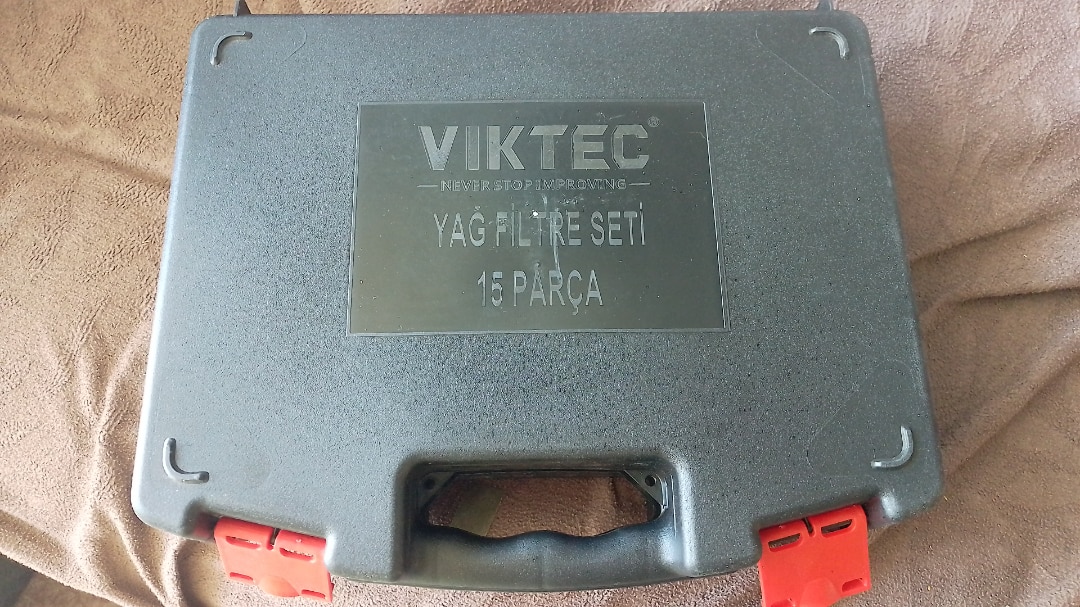 VIKTEC®
NEVER STOP IMPROVING
YAĞ FİLTRE SETİ
15 PARÇA